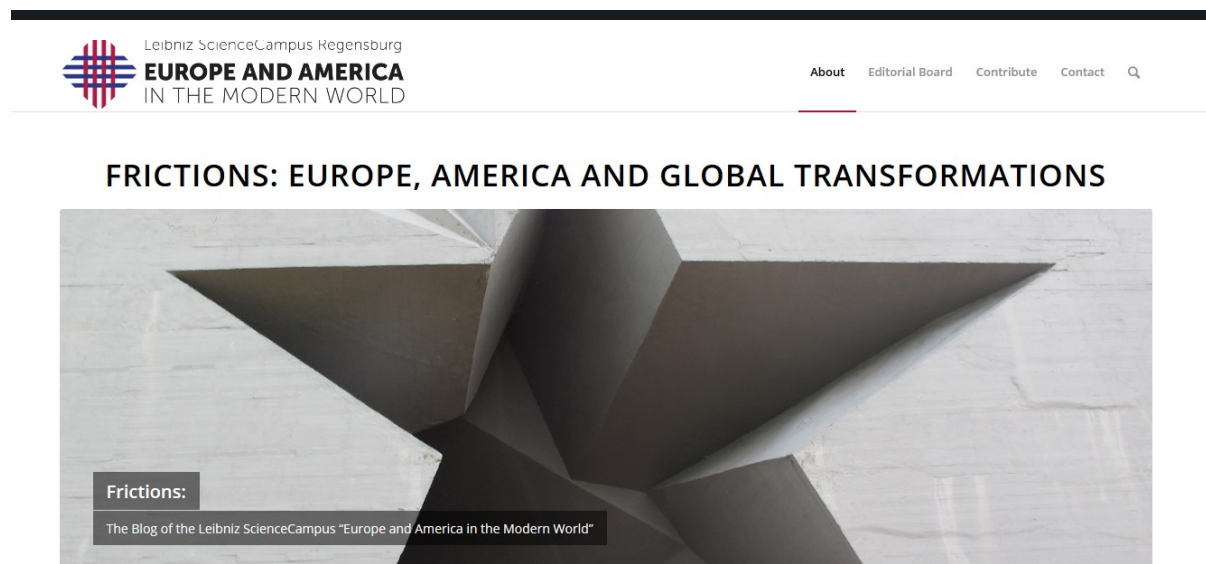 Leibniz ScienceCampus Regensburg
EUROPE AND AMERICA
IN THE MODERN WORLD
About Editorial Board Contribute Contact
FRICTIONS: EUROPE, AMERICA AND GLOBAL TRANSFORMATIONS
Frictions:
The Blog of the Leibniz ScienceCampus “Europe and America in the Modern World”